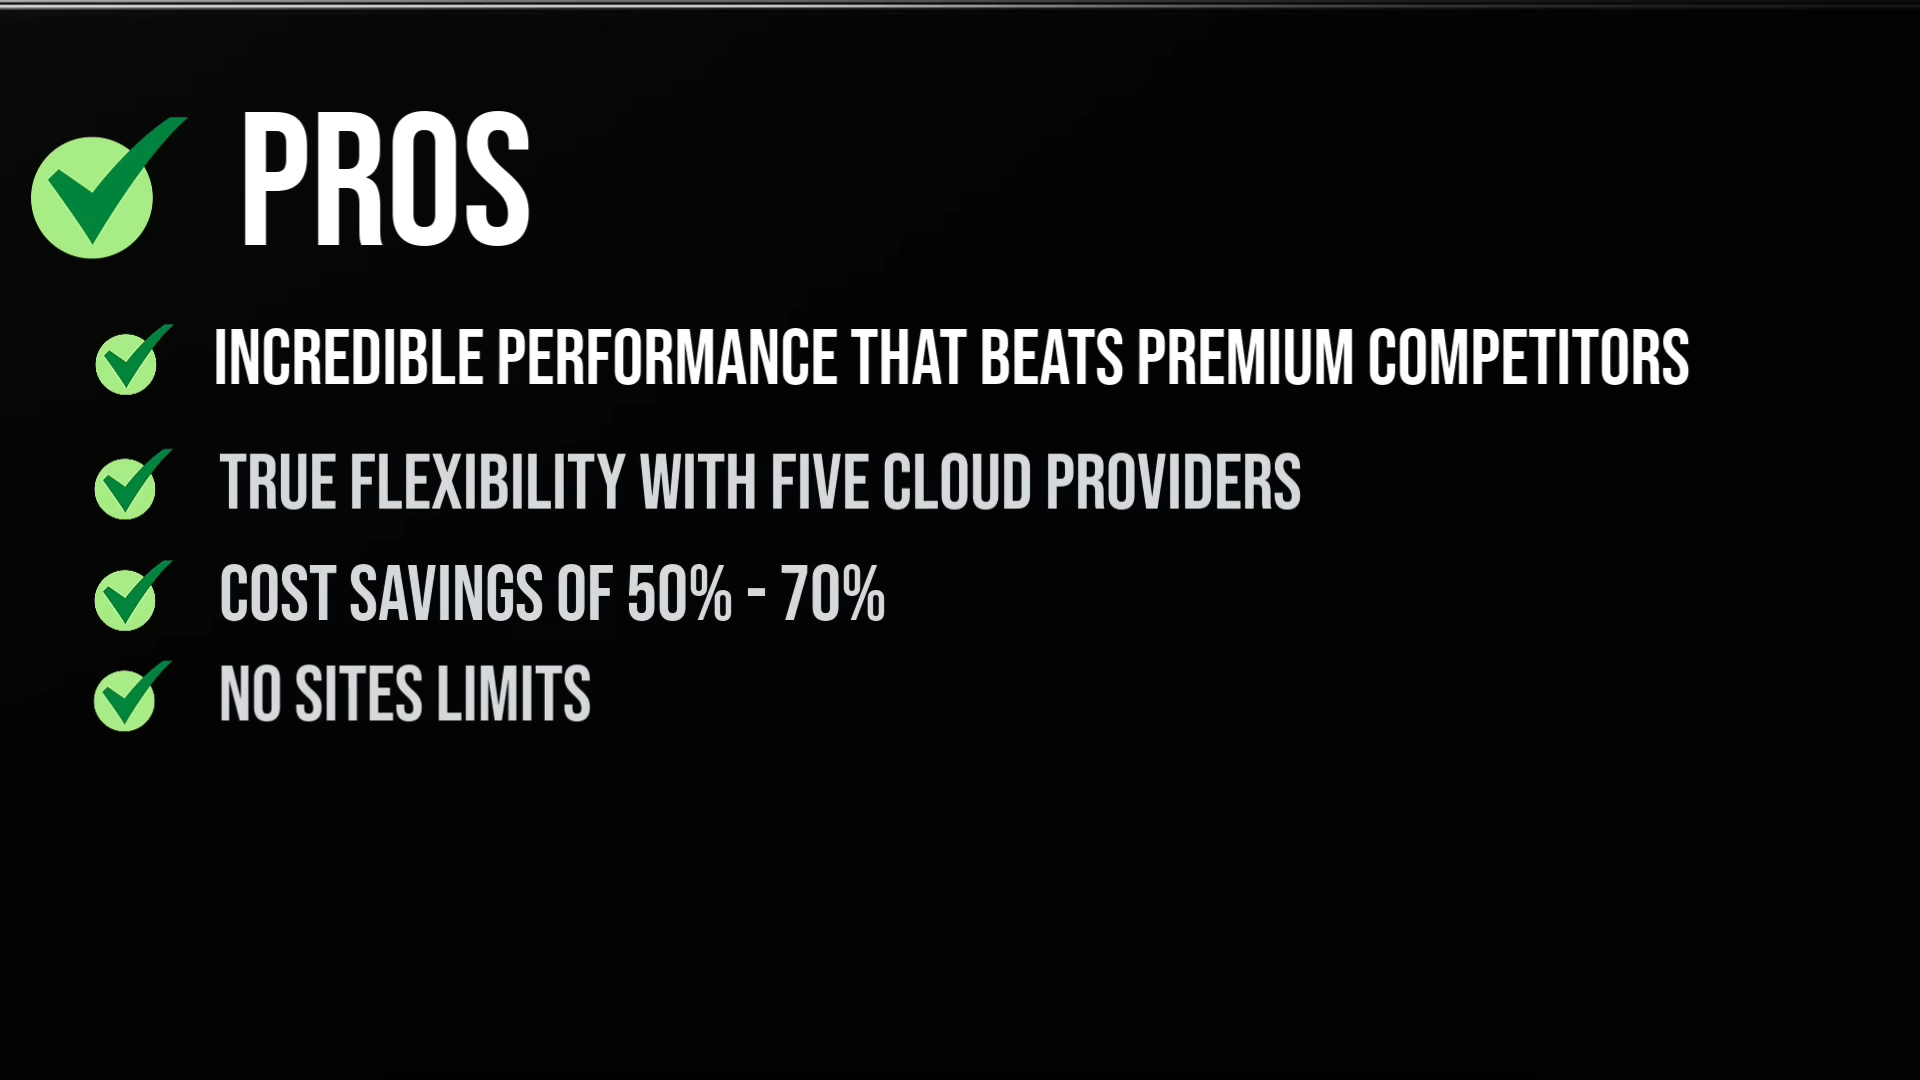 PROS
INCREDIBLE PERFORMANCE THAT BEATS PREMIUM COMPETITORS
TRUE FLEXIBILITY WITH FIVE CLOUD PROVIDERS
COST SAVINGS OF 50% - 70%
NO SITES LIMITS